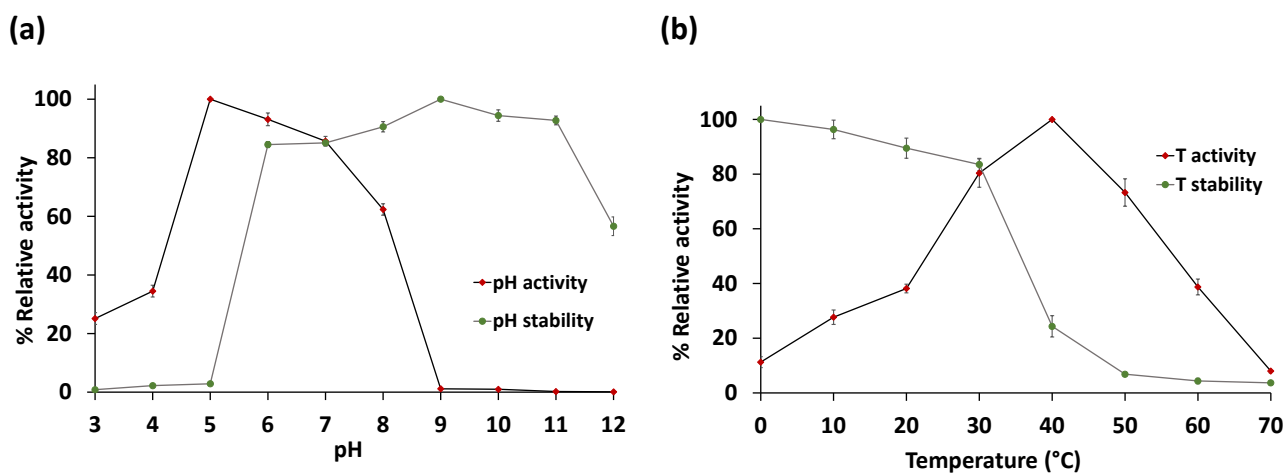 (a)
% Relative activity
100
80
60
40
20
0
3 4 5 6 7 8 9 10 11 12
pH
pH activity
pH stability
(b)
% Relative activity
100
80
60
40
20
0
0 10 20 30 40 50 60 70
Temperature (°C)
T activity
T stability